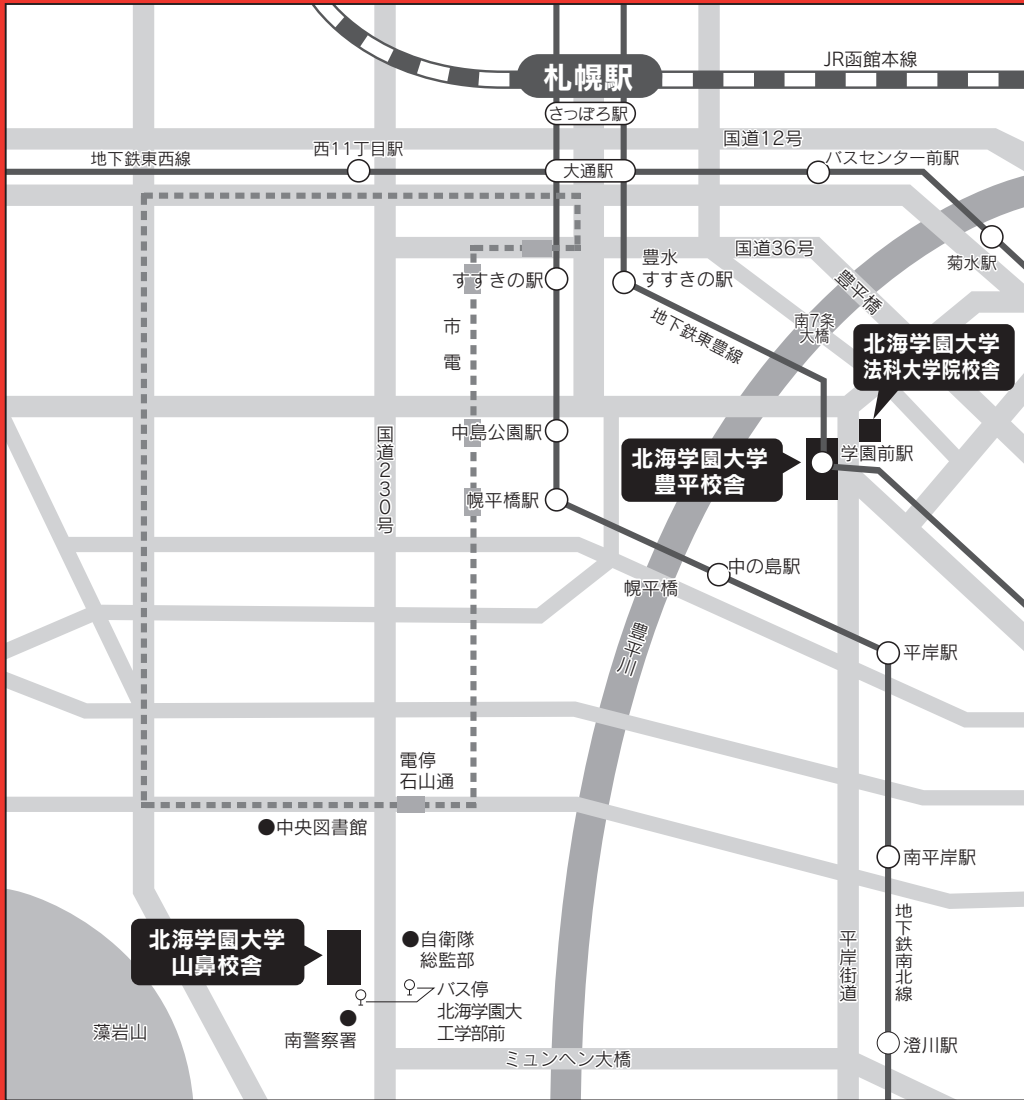 JR函館本線
札幌駅
さっぽろ駅
国道12号
地下鉄東西線
西11丁目駅
大通駅
バスセンター前駅
国道36号
菊水駅
豊水
すすきの駅
すすきの駅
豊平橋
南7条
大橋
地下鉄東豊線
市電
北海学園大学
法科大学院校舎
中島公園駅
国道230号
学園前駅
北海学園大学
豊平校舎
幌平橋駅
中の島駅
幌平橋
豊平川
平岸駅
電停
石山通
中央図書館
南平岸駅
地下鉄南北線
平岸街道
北海学園大学
山鼻校舎
自衛隊
総監部
バス停
北海学園大
工学部前
藻岩山
南警察署
ミュンヘン大橋
澄川駅